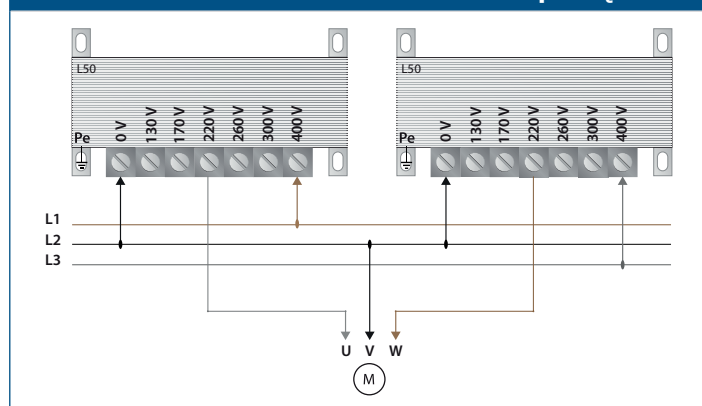 L50
Pe
0 V
130 V
170 V
220 V
260 V
300 V
400 V
L50
Pe
0 V
130 V
170 V
220 V
260 V
300 V
400 V
L1
L2
L3
U V W
M